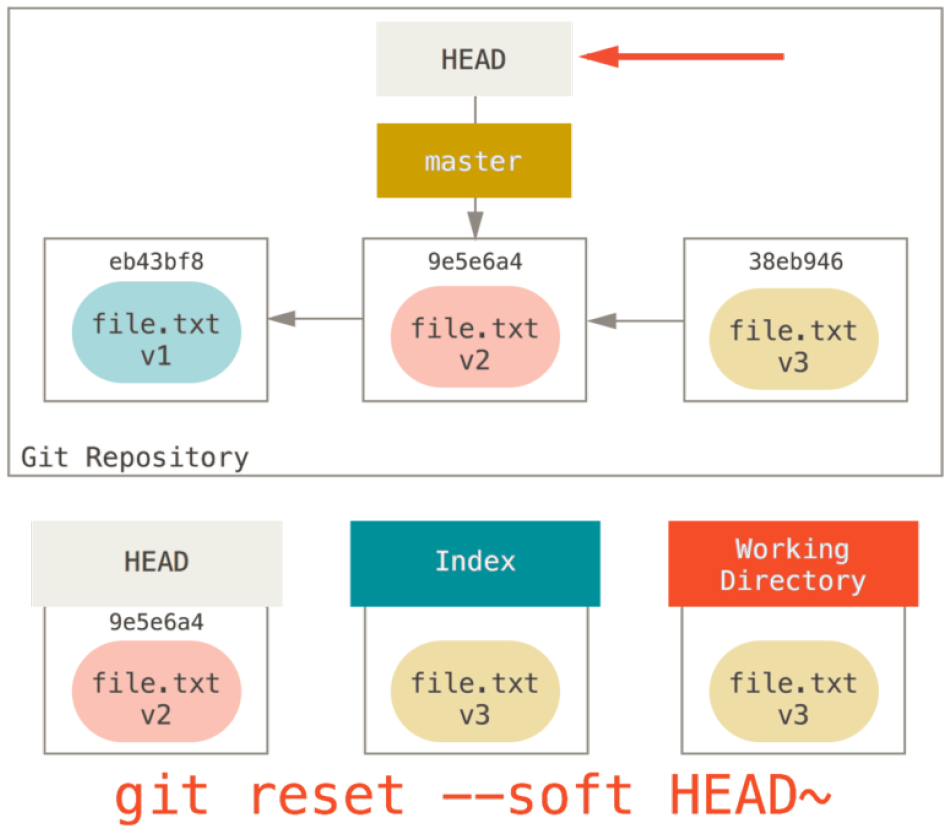 HEAD
master
eb43bf8
file.txt
v1
9e5e6a4
file.txt
v2
38eb946
file.txt
v3
Git Repository
HEAD
9e5e6a4
file.txt
v2
Index
file.txt
v3
Working
Directory
file.txt
v3
git reset --soft HEAD~